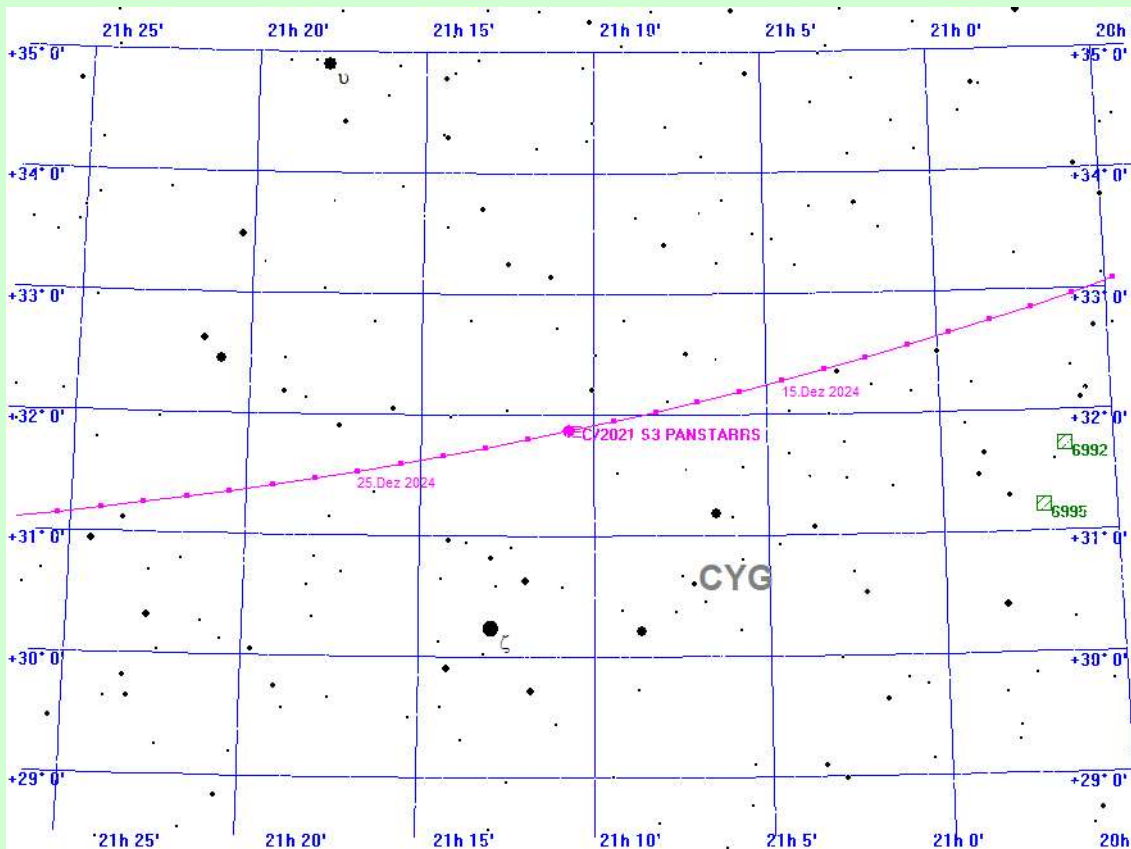 21h 25' 21h 20' 21h 15' 21h 10' 21h 5' 21h 0' 20h
+35° 0' +35° 0'
υ
+34° 0' +34° 0'
+33° 0' +33° 0'
15.Dez 2024
+32° 0' +32° 0'
C/2021 S3 PANSTARRS
6992
25.Dez 2024
6995
+31° 0' +31° 0'
CYG
ζ
+30° 0' +30° 0'
+29° 0' +29° 0'
21h 25' 21h 20' 21h 15' 21h 10' 21h 5' 21h 0' 20h